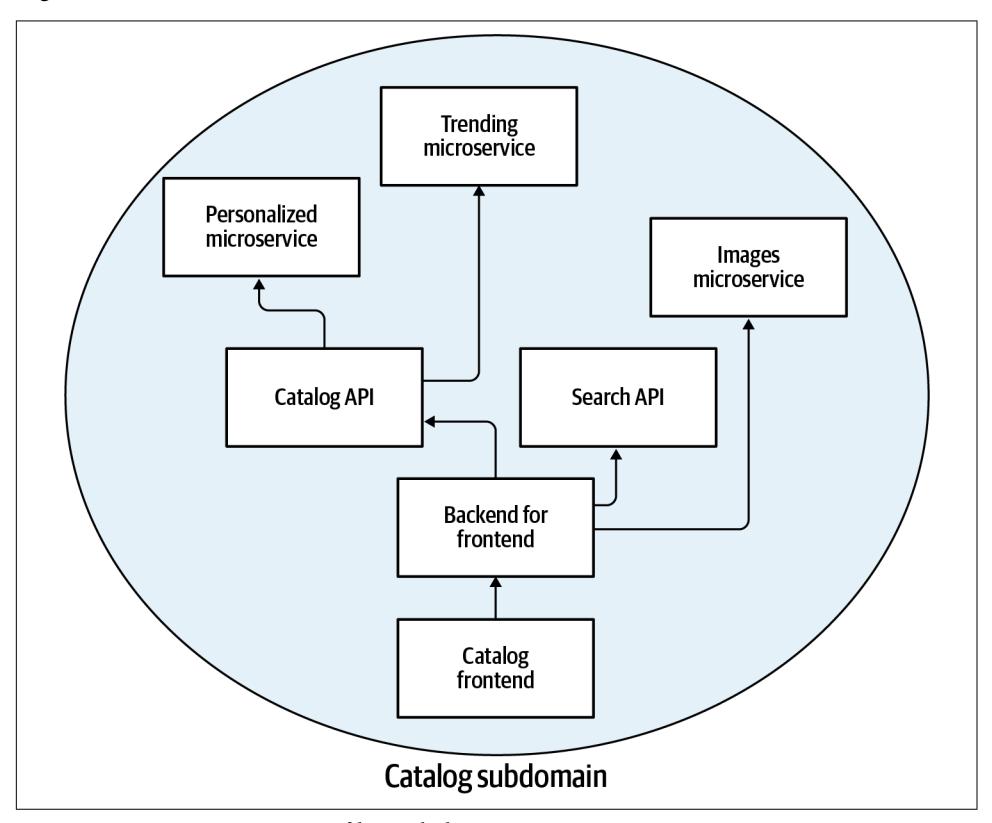 Trending
microservice
Personalized
microservice
Images
microservice
Catalog API
Search API
Backend for
frontend
Catalog
frontend
Catalog subdomain